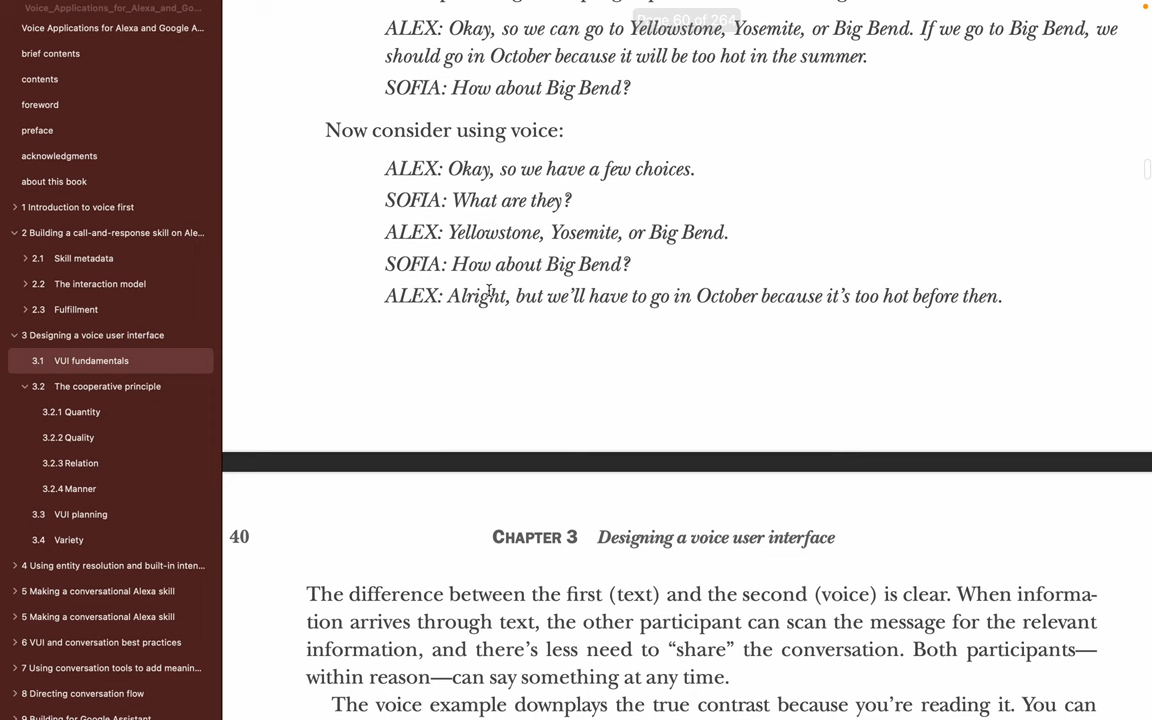 Voice_Applications_for_Alexa_and_Go...
Voice Applications for Alexa and Google A...
brief contents
contents
foreword
preface
acknowledgments
about this book
1 Introduction to voice first
2 Building a call-and-response skill on Ale...
2.1 Skill metadata
2.2 The interaction model
2.3 Fulfillment
3 Designing a voice user interface
3.1 VUI fundamentals
3.2 The cooperative principle
3.2.1 Quantity
3.2.2 Quality
3.2.3 Relation
3.2.4 Manner
3.3 VUI planning
3.4 Variety
4 Using entity resolution and built-in inten...
5 Making a conversational Alexa skill
5 Making a conversational Alexa skill
6 VUI and conversation best practices
7 Using conversation tools to add meanin...
8 Directing conversation flow
9 Building for Google Assistant
Page 60 of 264
ALEX: Okay, so we can go to Yellowstone, Yosemite, or Big Bend. If we go to Big Bend, we
should go in October because it will be too hot in the summer.
SOFIA: How about Big Bend?
Now consider using voice:
ALEX: Okay, so we have a few choices.
SOFIA: What are they?
ALEX: Yellowstone, Yosemite, or Big Bend.
SOFIA: How about Big Bend?
ALEX: Alright, but we'll have to go in October because it's too hot before then.
40 CHAPTER 3 Designing a voice user interface
The difference between the first (text) and the second (voice) is clear. When informa-
tion arrives through text, the other participant can scan the message for the relevant
information, and there's less need to “share” the conversation. Both participants—
within reason—can say something at any time.
The voice example downplays the true contrast because you're reading it. You can